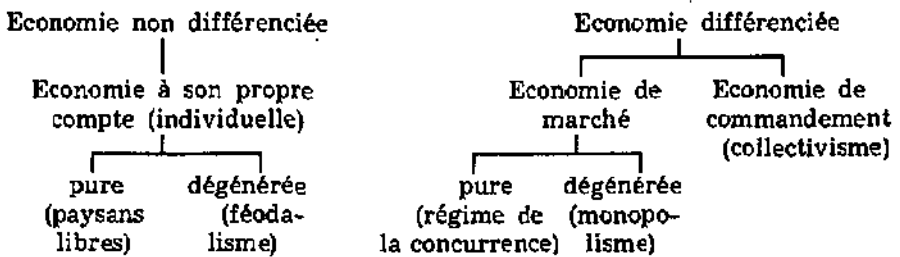 Economie non différenciée
Economie à son propre
compte (individuelle)
pure
(paysans
libres)
dégénérée
(féoda-
lisme)
Economie différenciée
Economie de
marché
pure
(régime de
la concurrence)
dégénérée
(monopo-
lisme)
Economie de
commandement
(collectivisme)